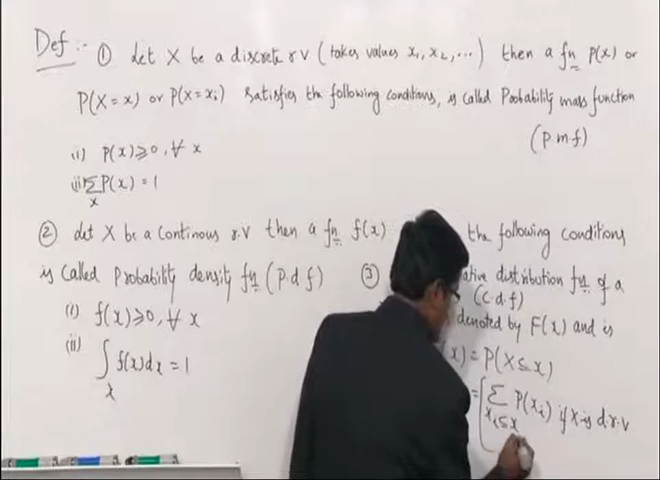 Def :- ① Let X be a discrete r.v (takes values x₁, x₂, ...) then a fn P(x) or
P(X = x) or P(X = xᵢ) satisfies the following conditions, is called Probability mass function
(p.m.f)
(i) P(x) ≥ 0, ∀ x
(ii) ∑ₓ P(x) = 1
② Let X be a continous r.v then a fn f(x) the following conditions
is called Probability density fn (p.d.f)
(i) f(x) ≥ 0, ∀ x
(ii) ∫ₓ f(x)dx = 1
③ ative distribution fn of a
(c.d.f)
denoted by F(x) and is
(x) = P(X ≤ x)
= { ∑ P(xᵢ) if X is d.r.v
xᵢ ≤ x